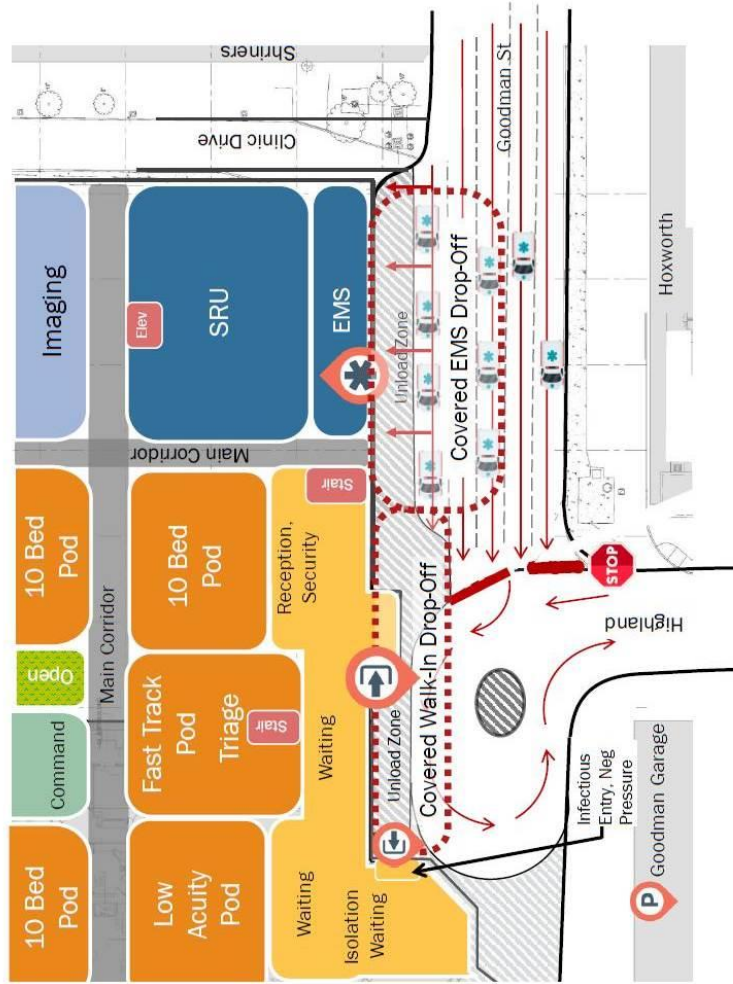 10 Bed
Pod
Command
Open
10 Bed
Pod
Imaging
Main Corridor
Low
Acuity
Pod
Fast Track
Pod
Triage
Stair
10 Bed
Pod
Main Corridor
Elev
SRU
Waiting
Isolation
Waiting
Waiting
Reception,
Security
Stair
EMS
Clinic Drive
Shriners
Unload Zone
Covered Walk-In Drop-Off
Unload Zone
Covered EMS Drop-Off
Goodman St
Infectious
Entry, Neg
Pressure
Highland
STOP
P
Goodman Garage
Hoxworth